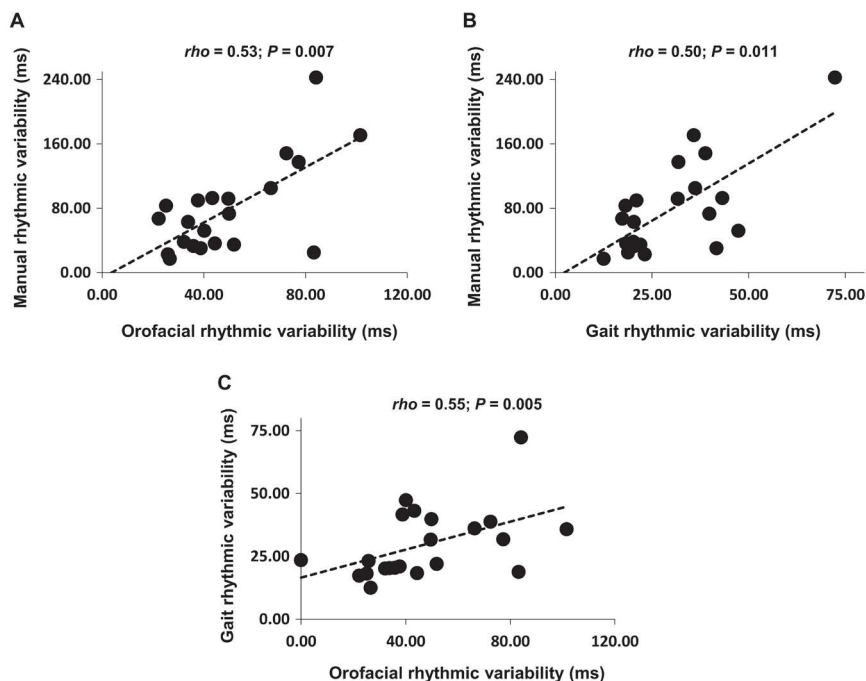 A
rho = 0.53; P = 0.007
Manual rhythmic variability (ms)
240.00
160.00
80.00
0.00
0.00 40.00 80.00 120.00
Orofacial rhythmic variability (ms)
B
rho = 0.50; P = 0.011
Manual rhythmic variability (ms)
240.00
160.00
80.00
0.00
0.00 25.00 50.00 75.00
Gait rhythmic variability (ms)
C
rho = 0.55; P = 0.005
Gait rhythmic variability (ms)
75.00
50.00
25.00
0.00
0.00 40.00 80.00 120.00
Orofacial rhythmic variability (ms)